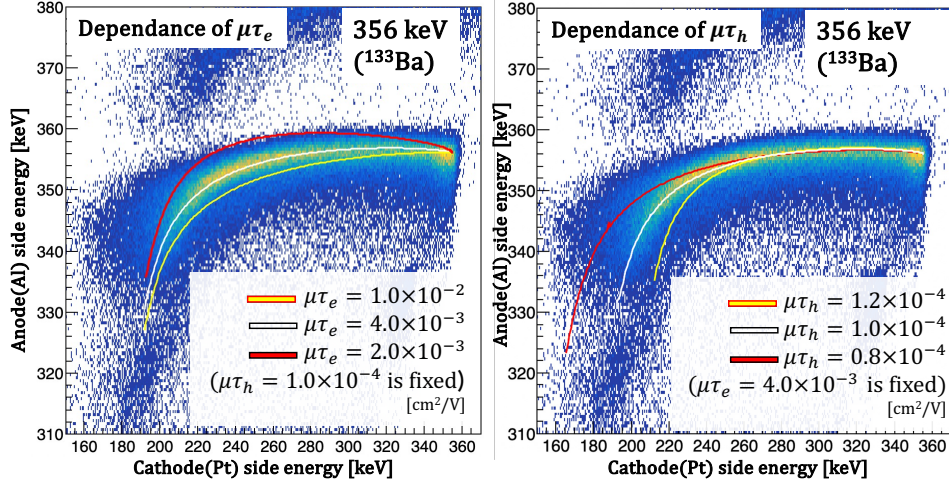 Dependance of μτₑ
356 keV
(¹³³Ba)
Anode(Al) side energy [keV]
380
370
360
350
340
330
320
310
μτₑ = 1.0×10⁻²
μτₑ = 4.0×10⁻³
μτₑ = 2.0×10⁻³
(μτₕ = 1.0×10⁻⁴ is fixed)
[cm²/V]
160 180 200 220 240 260 280 300 320 340 360
Cathode(Pt) side energy [keV]
Dependance of μτₕ
356 keV
(¹³³Ba)
Anode(Al) side energy [keV]
380
370
360
350
340
330
320
310
μτₕ = 1.2×10⁻⁴
μτₕ = 1.0×10⁻⁴
μτₕ = 0.8×10⁻⁴
(μτₑ = 4.0×10⁻³ is fixed)
[cm²/V]
160 180 200 220 240 260 280 300 320 340 360
Cathode(Pt) side energy [keV]